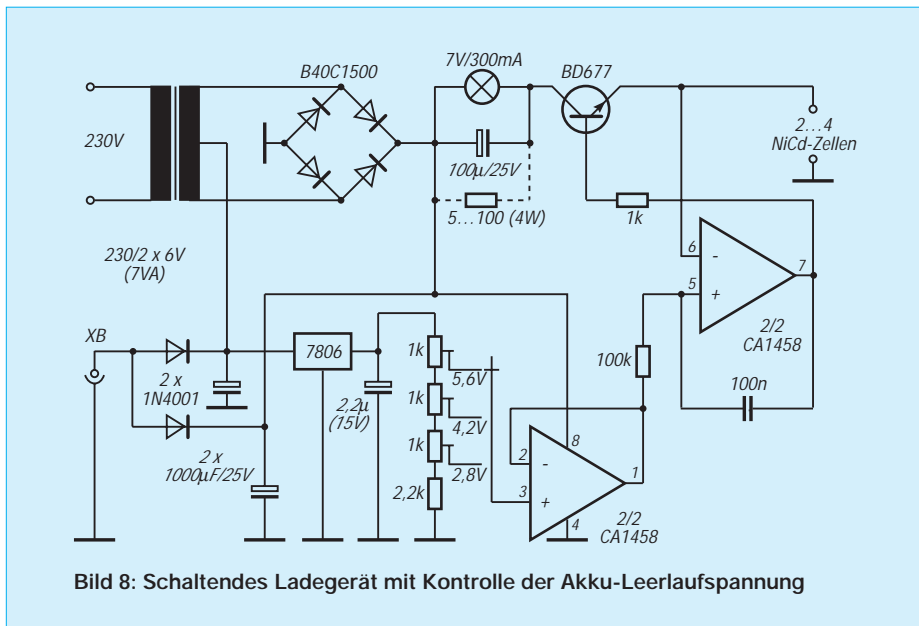 7V/300mA
B40C1500
BD677
230V
2...4
NiCd-Zellen
100µ/25V
5...100 (4W)
1k
6
-
7
5
+
230/2 x 6V
(7VA)
2/2
CA1458
XB
7806
1k
5,6V
100k
2 x
1N4001
2,2µ
(15V)
1k
4,2V
100n
1k
2,8V
2 x
1000µF/25V
2,2k
8
2
-
1
3
+
4
2/2
CA1458
Bild 8: Schaltendes Ladegerät mit Kontrolle der Akku-Leerlaufspannung